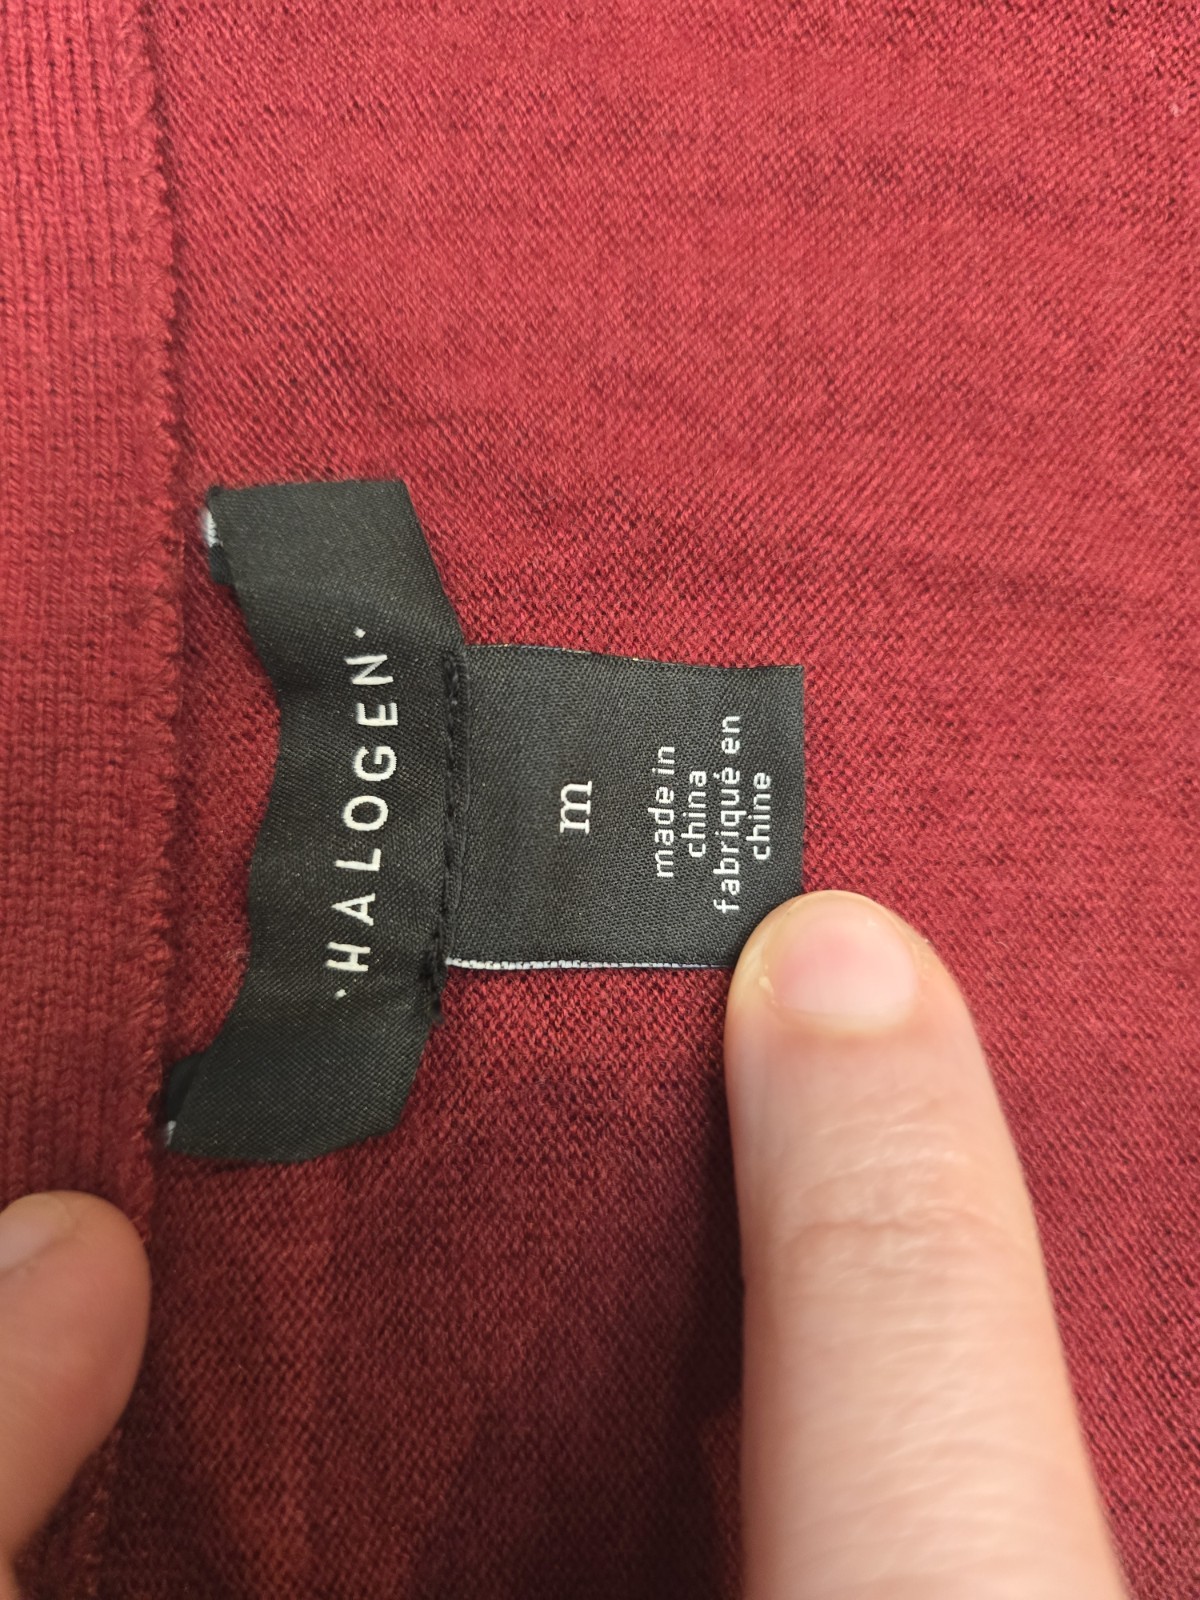 ·HALOGEN·
m
made in
china
fabriqué en
chine